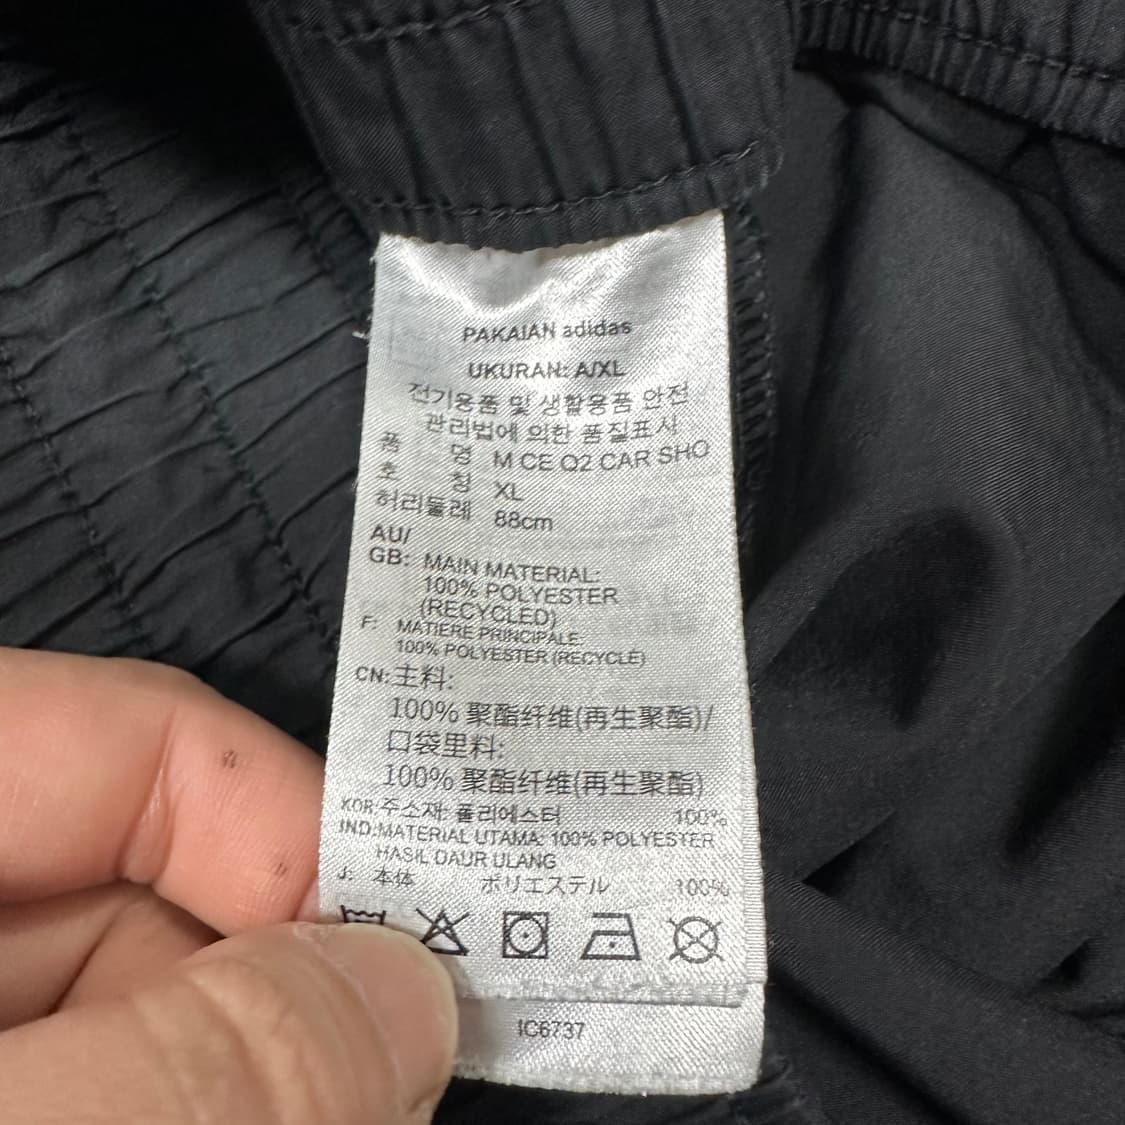 PAKAIAN adidas
UKURAN: A/XL
전기용품 및 생활용품 안전
관리법에 의한 품질표시
품 명 M CE Q2 CAR SHO
호 칭 XL
허리둘레 88cm
AU/
GB: MAIN MATERIAL:
100% POLYESTER
(RECYCLED)
F: MATIERE PRINCIPALE:
100% POLYESTER (RECYCLÉ)
CN: 主料:
100% 聚酯纤维(再生聚酯)/
口袋里料:
100% 聚酯纤维(再生聚酯)
KOR: 주소재: 폴리에스터 100%
IND: MATERIAL UTAMA: 100% POLYESTER
HASIL DAUR ULANG
J: 本体 ポリエステル 100%
IC6737